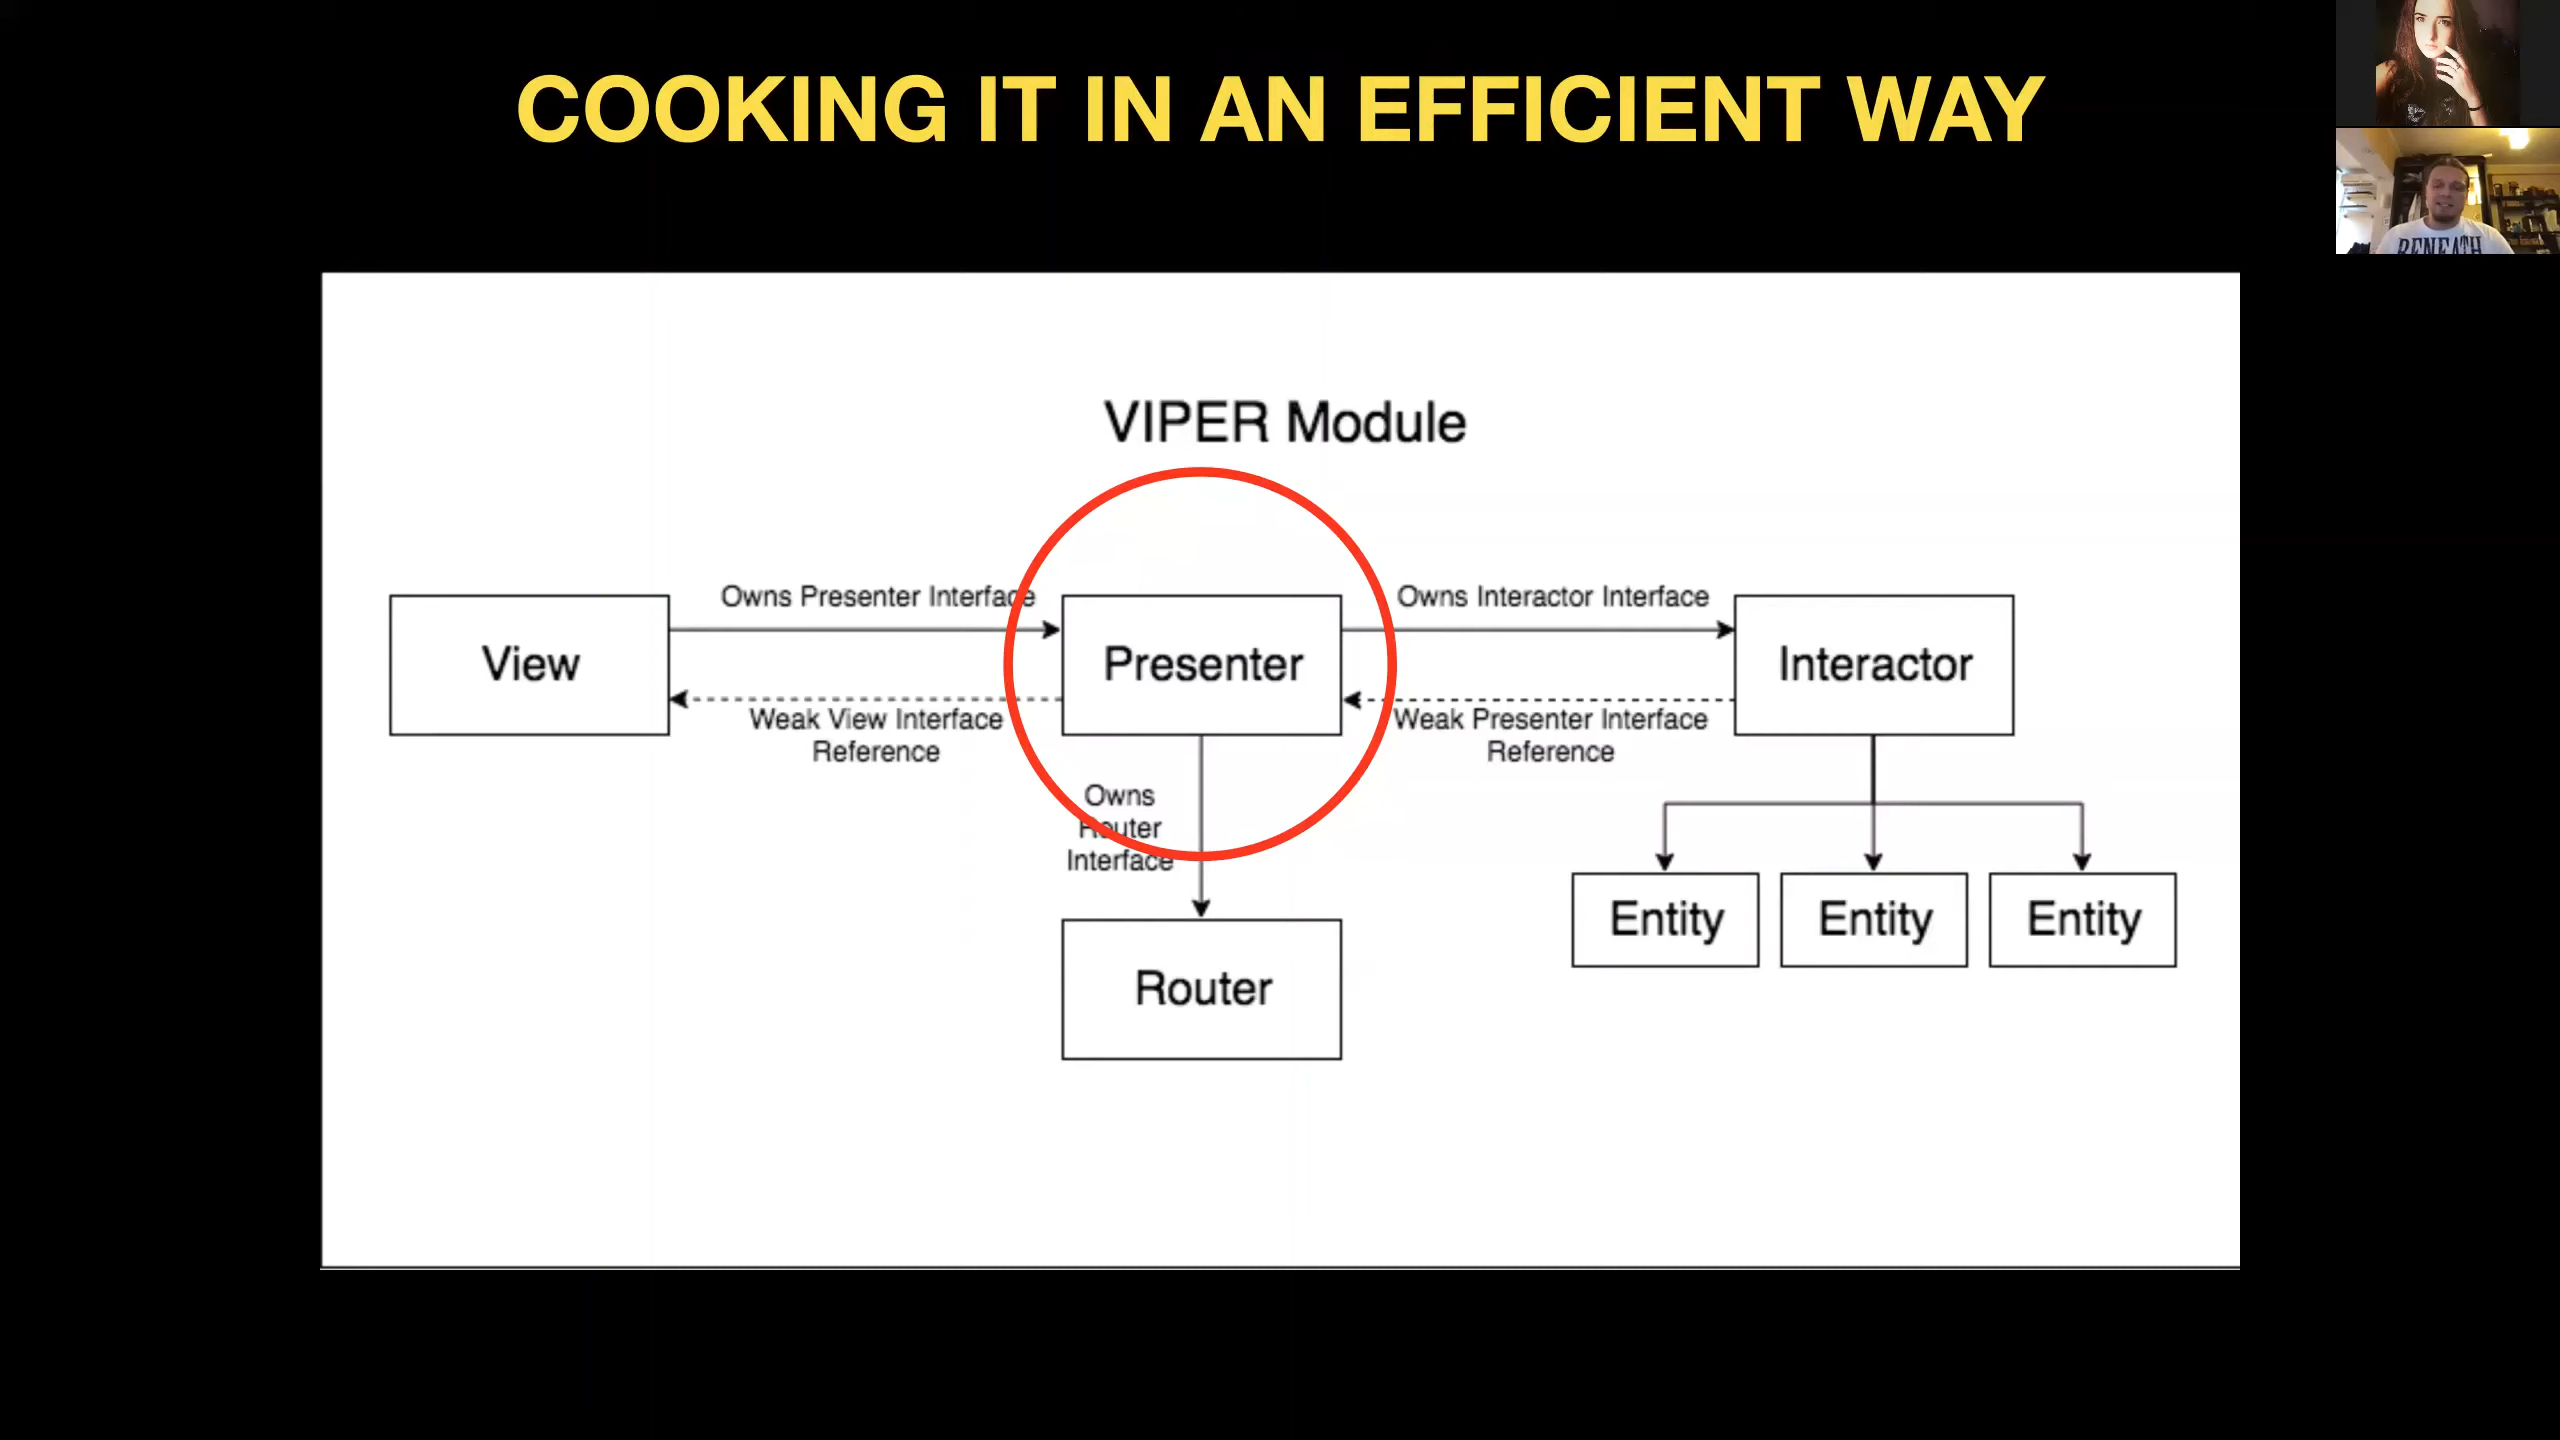 COOKING IT IN AN EFFICIENT WAY
BENEATH
VIPER Module
Owns Presenter Interface
Owns Interactor Interface
View
Presenter
Interactor
Weak View Interface
Reference
Weak Presenter Interface
Reference
Owns
Router
Interface
Entity
Entity
Entity
Router